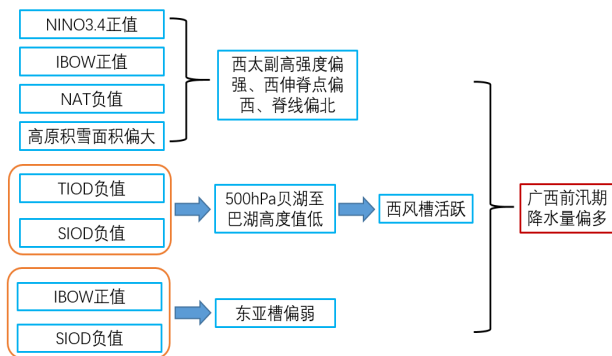 NINO3.4正值
IBOW正值
NAT负值
高原积雪面积偏大
西太副高强度偏
强、西伸脊点偏
西、脊线偏北
TIOD负值
SIOD负值
500hPa贝湖至
巴湖高度值低
西风槽活跃
IBOW正值
SIOD负值
东亚槽偏弱
广西前汛期
降水量偏多